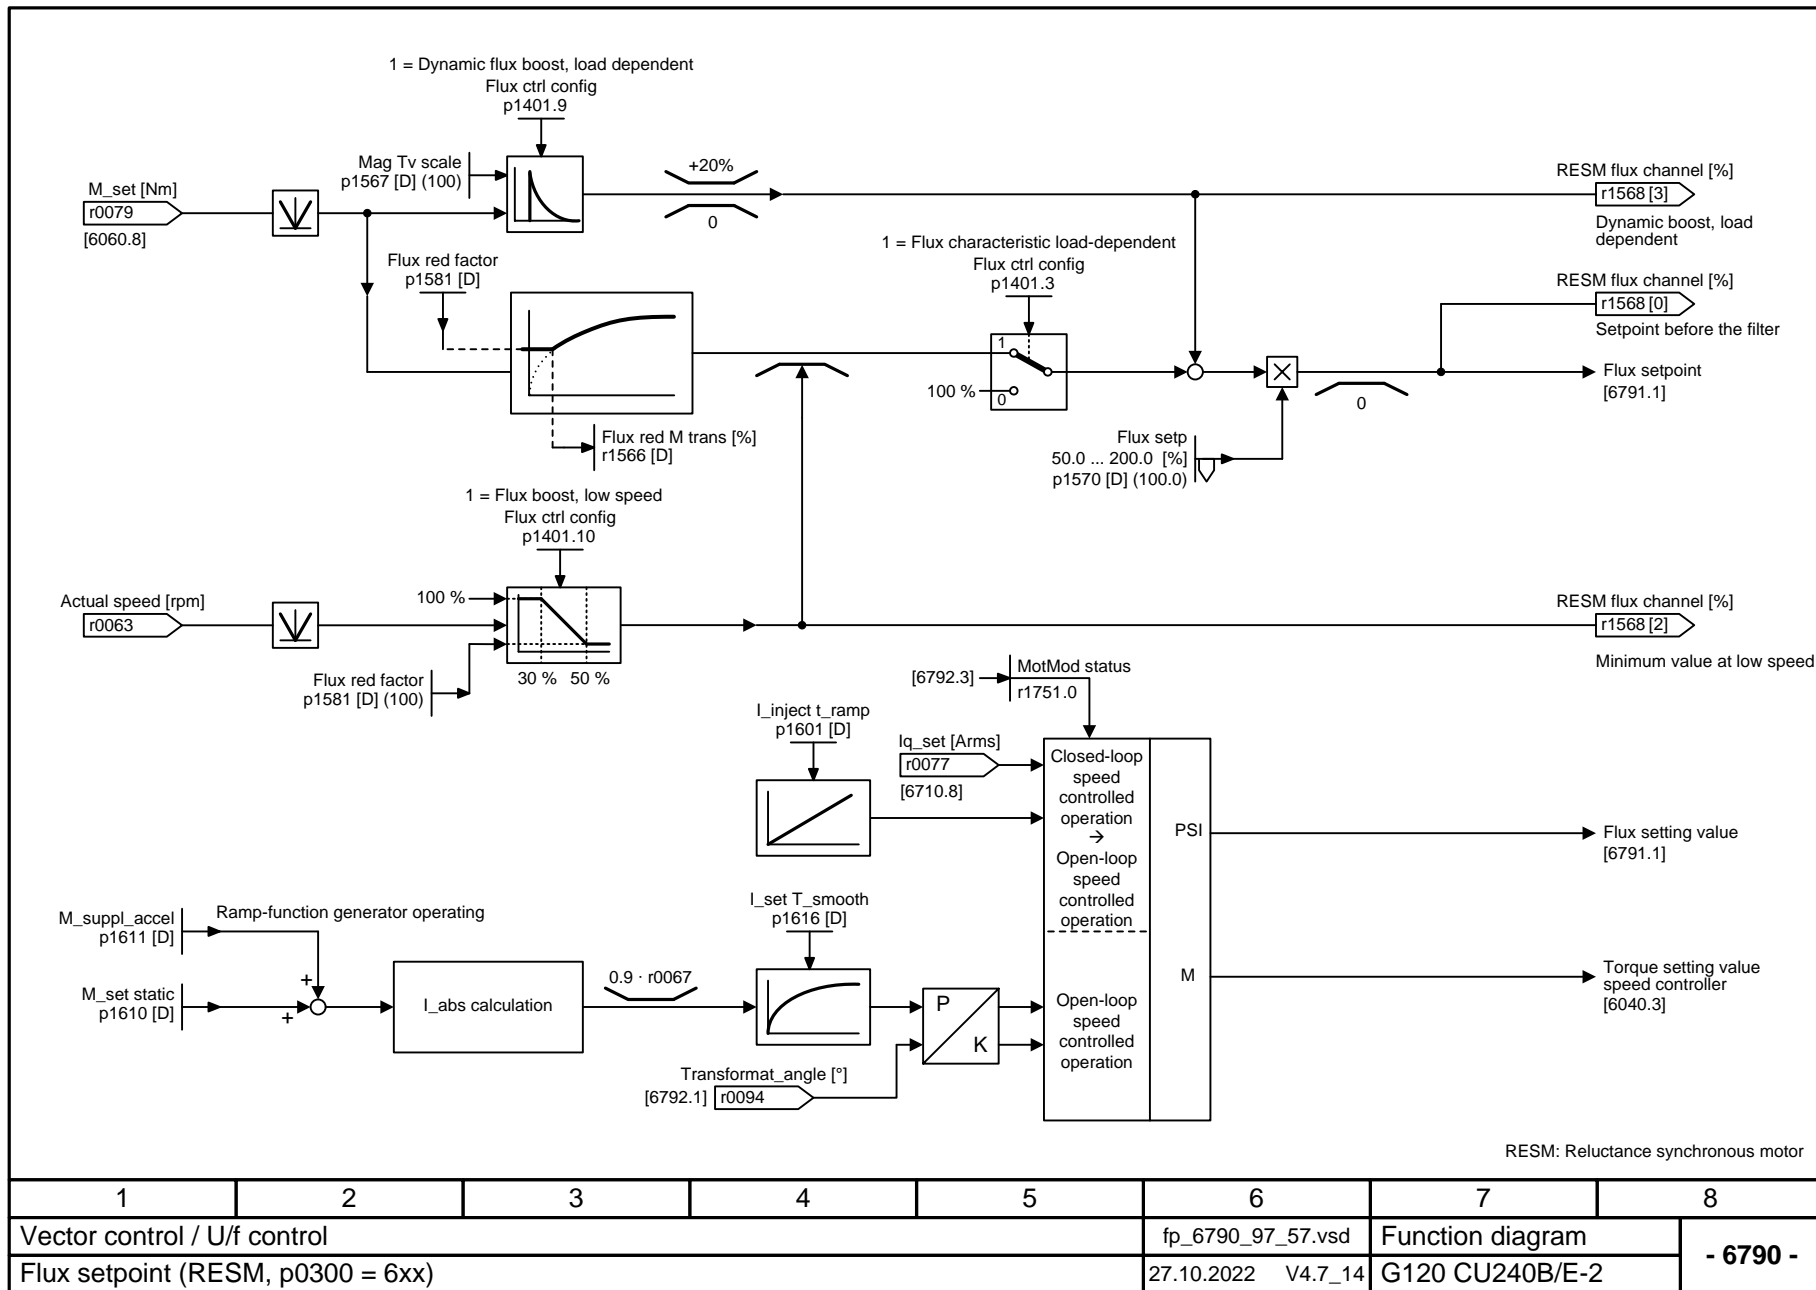 1 = Dynamic flux boost, load dependent
Flux ctrl config
p1401.9
Mag Tv scale
p1567 [D] (100)
+20%
0
M_set [Nm]
r0079
[6060.8]
RESM flux channel [%]
r1568 [3]
Dynamic boost, load
dependent
1 = Flux characteristic load-dependent
Flux ctrl config
p1401.3
Flux red factor
p1581 [D]
RESM flux channel [%]
r1568 [0]
Setpoint before the filter
1
100 %
0
Flux setpoint
[6791.1]
0
Flux red M trans [%]
r1566 [D]
Flux setp
50.0 ... 200.0 [%]
p1570 [D] (100.0)
1 = Flux boost, low speed
Flux ctrl config
p1401.10
Actual speed [rpm]
r0063
100 %
30 % 50 %
Flux red factor
p1581 [D] (100)
RESM flux channel [%]
r1568 [2]
Minimum value at low speed
[6792.3]
MotMod status
r1751.0
I_inject t_ramp
p1601 [D]
Iq_set [Arms]
r0077
[6710.8]
Closed-loop
speed
controlled
operation
→
Open-loop
speed
controlled
operation
PSI
Flux setting value
[6791.1]
M_suppl_accel
p1611 [D]
Ramp-function generator operating
+
M_set static
p1610 [D]
+
I_abs calculation
0.9 · r0067
I_set T_smooth
p1616 [D]
P
K
Open-loop
speed
controlled
operation
M
Torque setting value
speed controller
[6040.3]
Transformat_angle [°]
[6792.1]
r0094
RESM: Reluctance synchronous motor
1 2 3 4 5 6 7 8
Vector control / U/f control
fp_6790_97_57.vsd
Function diagram
- 6790 -
Flux setpoint (RESM, p0300 = 6xx)
27.10.2022 V4.7_14
G120 CU240B/E-2